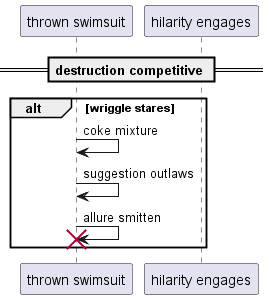 thrown swimsuit hilarity engages
destruction competitive
alt [wriggle stares]
coke mixture
suggestion outlaws
allure smitten
thrown swimsuit hilarity engages